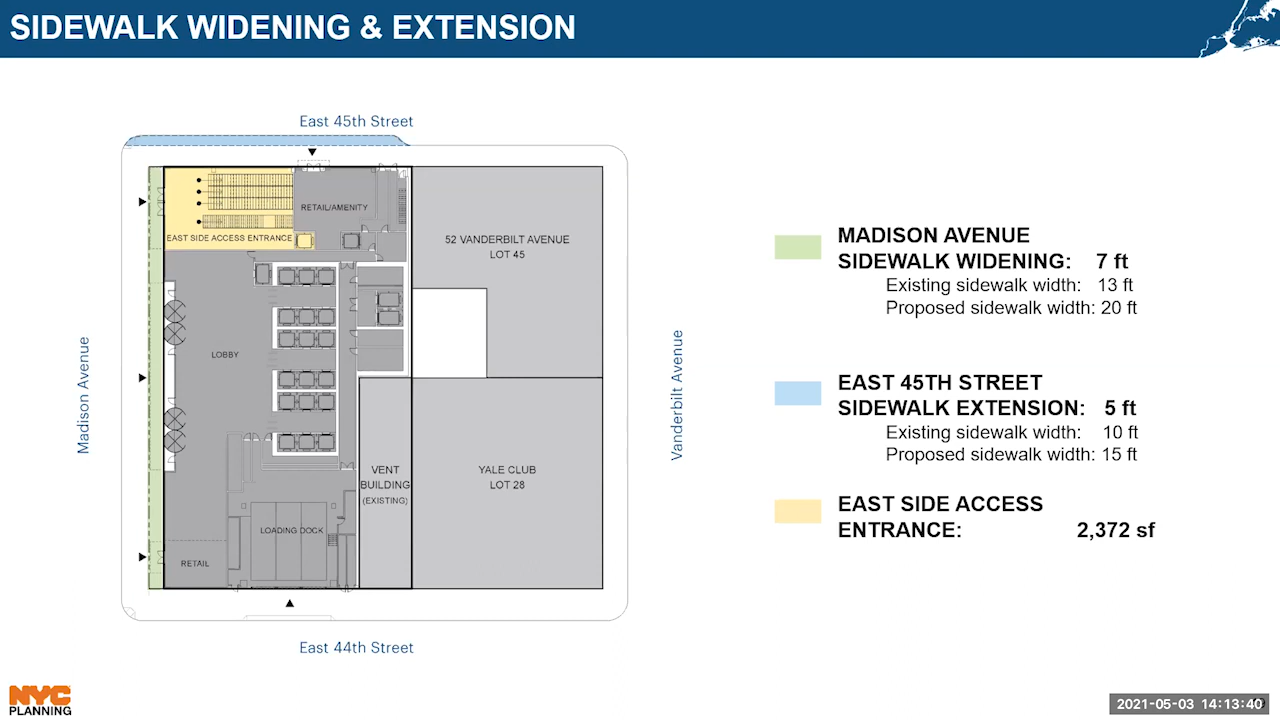 SIDEWALK WIDENING & EXTENSION
East 45th Street
RETAIL/AMENITY
EAST SIDE ACCESS ENTRANCE
52 VANDERBILT AVENUE
LOT 45
LOBBY
Madison Avenue
Vanderbilt Avenue
VENT
BUILDING
(EXISTING)
YALE CLUB
LOT 28
LOADING DOCK
RETAIL
East 44th Street
MADISON AVENUE
SIDEWALK WIDENING: 7 ft
Existing sidewalk width: 13 ft
Proposed sidewalk width: 20 ft
EAST 45TH STREET
SIDEWALK EXTENSION: 5 ft
Existing sidewalk width: 10 ft
Proposed sidewalk width: 15 ft
EAST SIDE ACCESS
ENTRANCE: 2,372 sf
NYC
PLANNING
2021-05-03 14:13:40